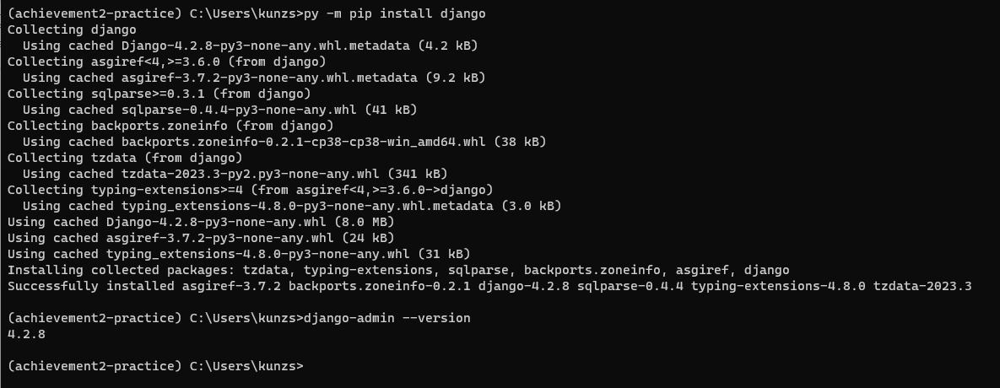 (achievement2-practice) C:\Users\kunzs>py -m pip install django
Collecting django
  Using cached Django-4.2.8-py3-none-any.whl.metadata (4.2 kB)
Collecting asgiref<4,>=3.6.0 (from django)
  Using cached asgiref-3.7.2-py3-none-any.whl.metadata (9.2 kB)
Collecting sqlparse>=0.3.1 (from django)
  Using cached sqlparse-0.4.4-py3-none-any.whl (41 kB)
Collecting backports.zoneinfo (from django)
  Using cached backports.zoneinfo-0.2.1-cp38-cp38-win_amd64.whl (38 kB)
Collecting tzdata (from django)
  Using cached tzdata-2023.3-py2.py3-none-any.whl (341 kB)
Collecting typing-extensions>=4 (from asgiref<4,>=3.6.0->django)
  Using cached typing_extensions-4.8.0-py3-none-any.whl.metadata (3.0 kB)
Using cached Django-4.2.8-py3-none-any.whl (8.0 MB)
Using cached asgiref-3.7.2-py3-none-any.whl (24 kB)
Using cached typing_extensions-4.8.0-py3-none-any.whl (31 kB)
Installing collected packages: tzdata, typing-extensions, sqlparse, backports.zoneinfo, asgiref, django
Successfully installed asgiref-3.7.2 backports.zoneinfo-0.2.1 django-4.2.8 sqlparse-0.4.4 typing-extensions-4.8.0 tzdata-2023.3
(achievement2-practice) C:\Users\kunzs>django-admin --version
4.2.8
(achievement2-practice) C:\Users\kunzs>